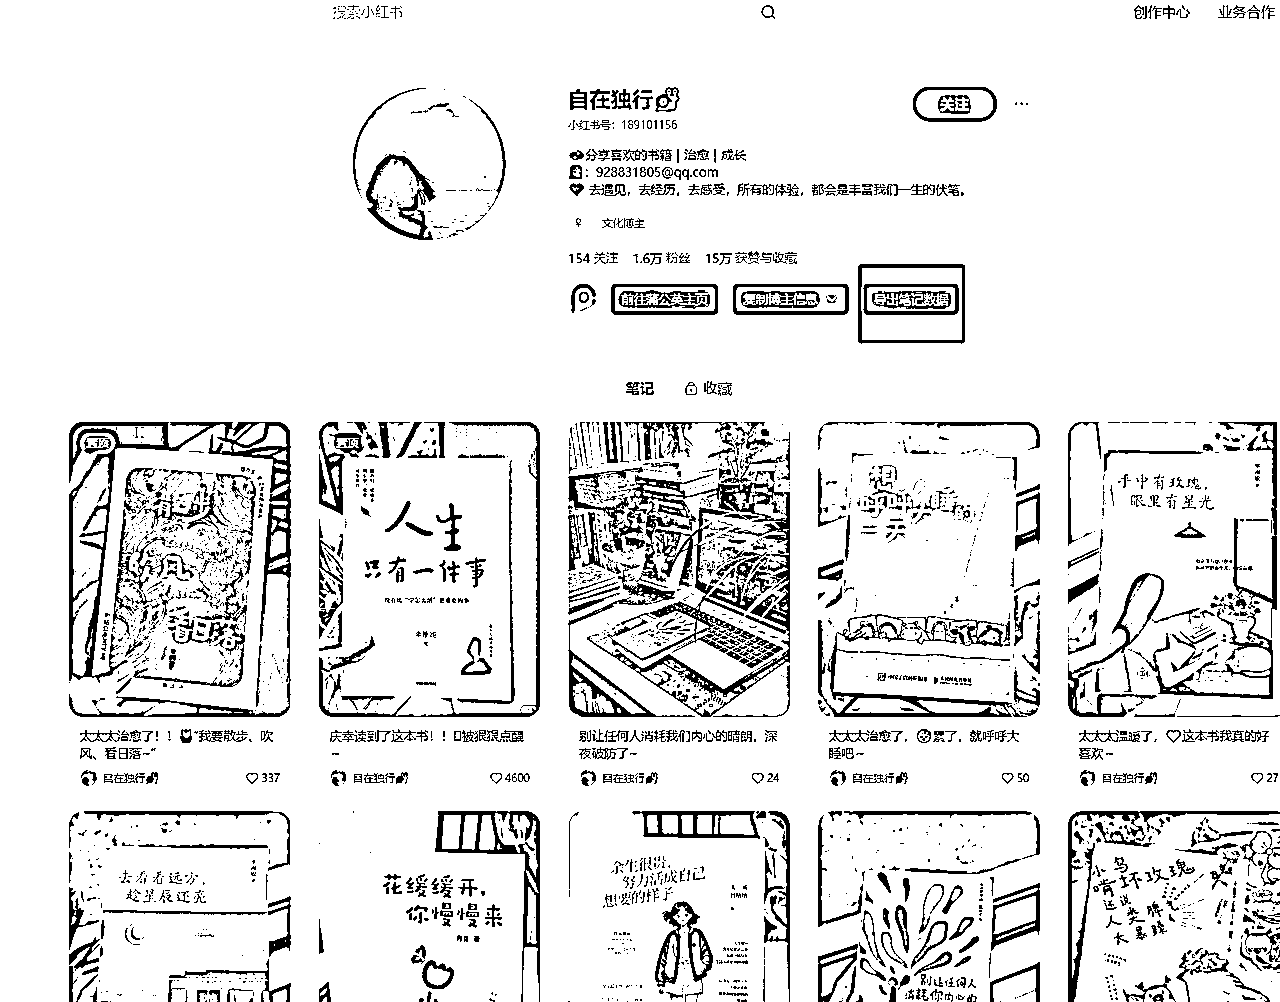 搜索小红书
创作中心 业务合作
自在独行
关注
小红书号：189101156
分享喜欢的书籍 | 治愈 | 成长
：928831805@qq.com
去遇见，去经历，去感受，所有的体验，都会是丰富我们一生的伏笔。
文化博主
154 关注 1.6万 粉丝 15万 获赞与收藏
前往蒲公英主页 复制博主信息 导出笔记数据
笔记 收藏
置顶
看日落
太太太治愈了！！“我要散步、吹
风、看日落~”
自在独行 337
置顶
人生
只有一件事
庆幸读到了这本书！！被狠狠点醒
~
自在独行 4600
别让任何人消耗我们内心的晴朗，深
夜破防了~
自在独行 24
太太太治愈了，累了，就呼呼大
睡吧~
自在独行 50
手中有玫瑰，
眼里有星光
太太太温暖了，这本书我真的好
喜欢~
自在独行 27
去看看远方，
趁星辰还亮
花缓缓开，
你慢慢来
余生很贵，
努力活成自己
想要的样子
别让任何人
消耗你内心的
小鸟
啃坏玫瑰
还说
人类脾
太暴躁